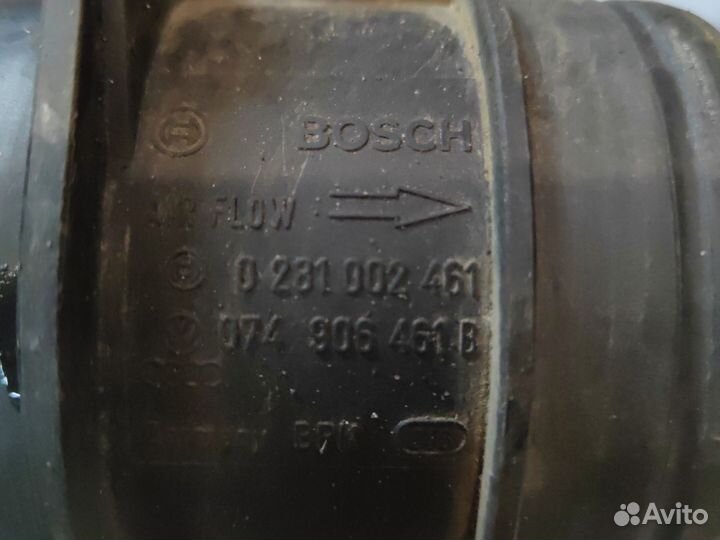 BOSCH
AIR FLOW
0 281 002 461
074 906 461 B
Avito